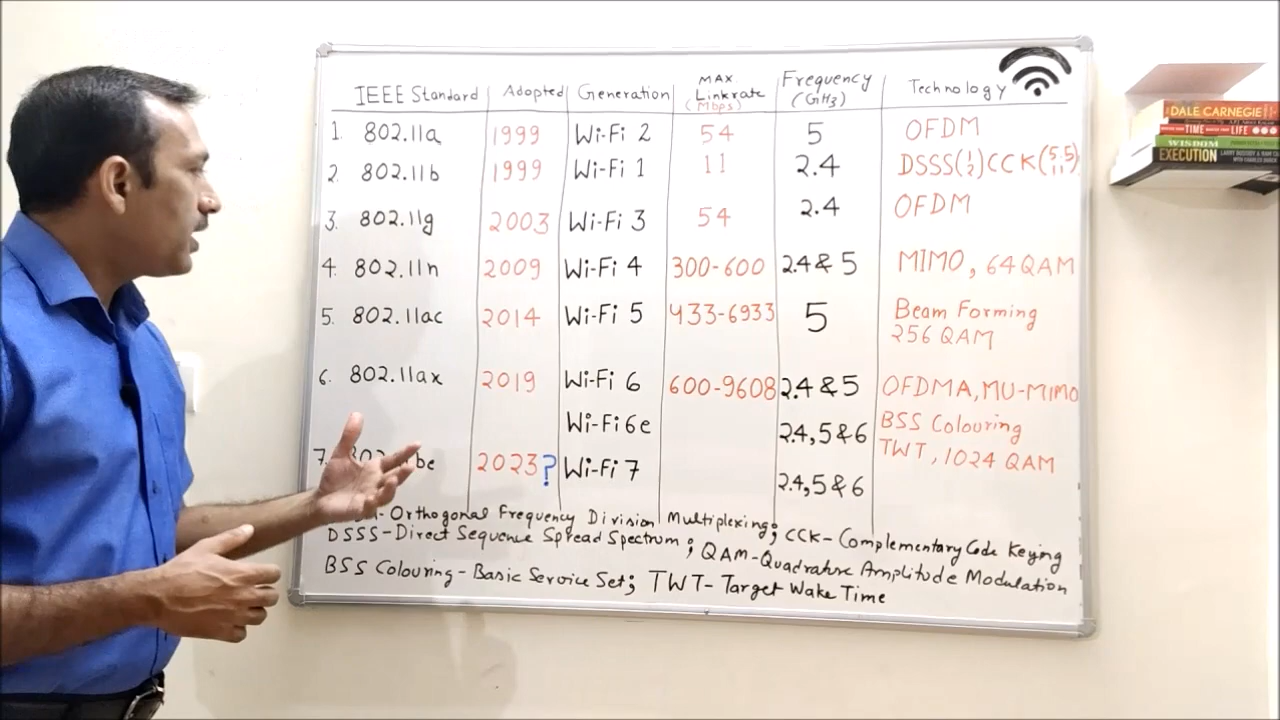 IEEE Standard Adopted Generation MAX. Linkrate (Mbps) Frequency (GHz) Technology
1. 802.11a 1999 Wi-Fi 2 54 5 OFDM
2. 802.11b 1999 Wi-Fi 1 11 2.4 DSSS(1/2)CCK(5.5/11)
3. 802.11g 2003 Wi-Fi 3 54 2.4 OFDM
4. 802.11n 2009 Wi-Fi 4 300-600 2.4 & 5 MIMO, 64 QAM
5. 802.11ac 2014 Wi-Fi 5 433-6933 5 Beam Forming
256 QAM
6. 802.11ax 2019 Wi-Fi 6 600-9608 2.4 & 5 OFDMA, MU-MIMO
Wi-Fi 6e 2.4, 5 & 6 BSS Colouring
TWT, 1024 QAM
7. be 2023? Wi-Fi 7 2.4, 5 & 6
- Orthogonal Frequency Division Multiplexing; CCK- Complementary Code Keying
DSSS-Direct Sequence Spread Spectrum; QAM-Quadrature Amplitude Modulation
BSS Colouring-Basic Service Set; TWT-Target Wake Time
DALE CARNEGIE
TIME LIFE
WISDOM
EXECUTION LARRY BOSSIDY & RAM CHARAN